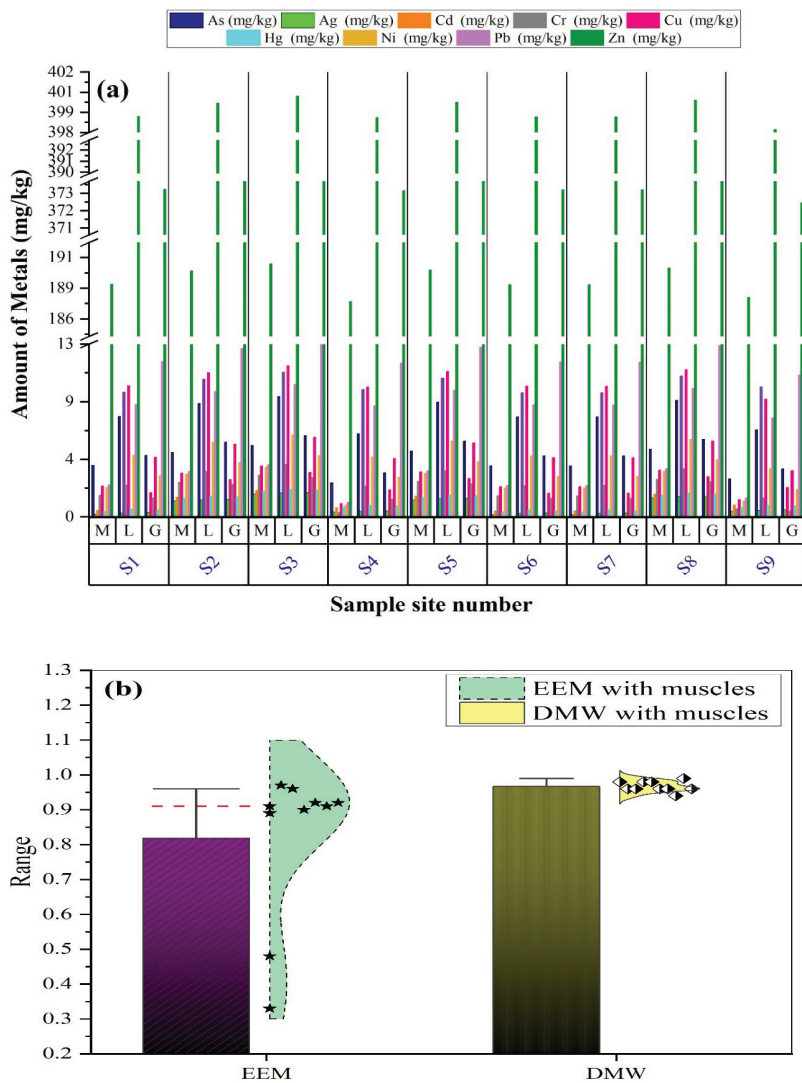 As (mg/kg) Ag (mg/kg) Cd (mg/kg) Cr (mg/kg) Cu (mg/kg)
Hg (mg/kg) Ni (mg/kg) Pb (mg/kg) Zn (mg/kg)
(a)
402
400
398
392
391
390
373
372
371
191
189
186
13
9
4
0
Amount of Metals (mg/kg)
M L G M L G M L G M L G M L G M L G M L G M L G M L G
S1 S2 S3 S4 S5 S6 S7 S8 S9
Sample site number
(b)
EEM with muscles
DMW with muscles
1.3
1.2
1.1
1.0
0.9
0.8
0.7
0.6
0.5
0.4
0.3
0.2
Range
EEM DMW